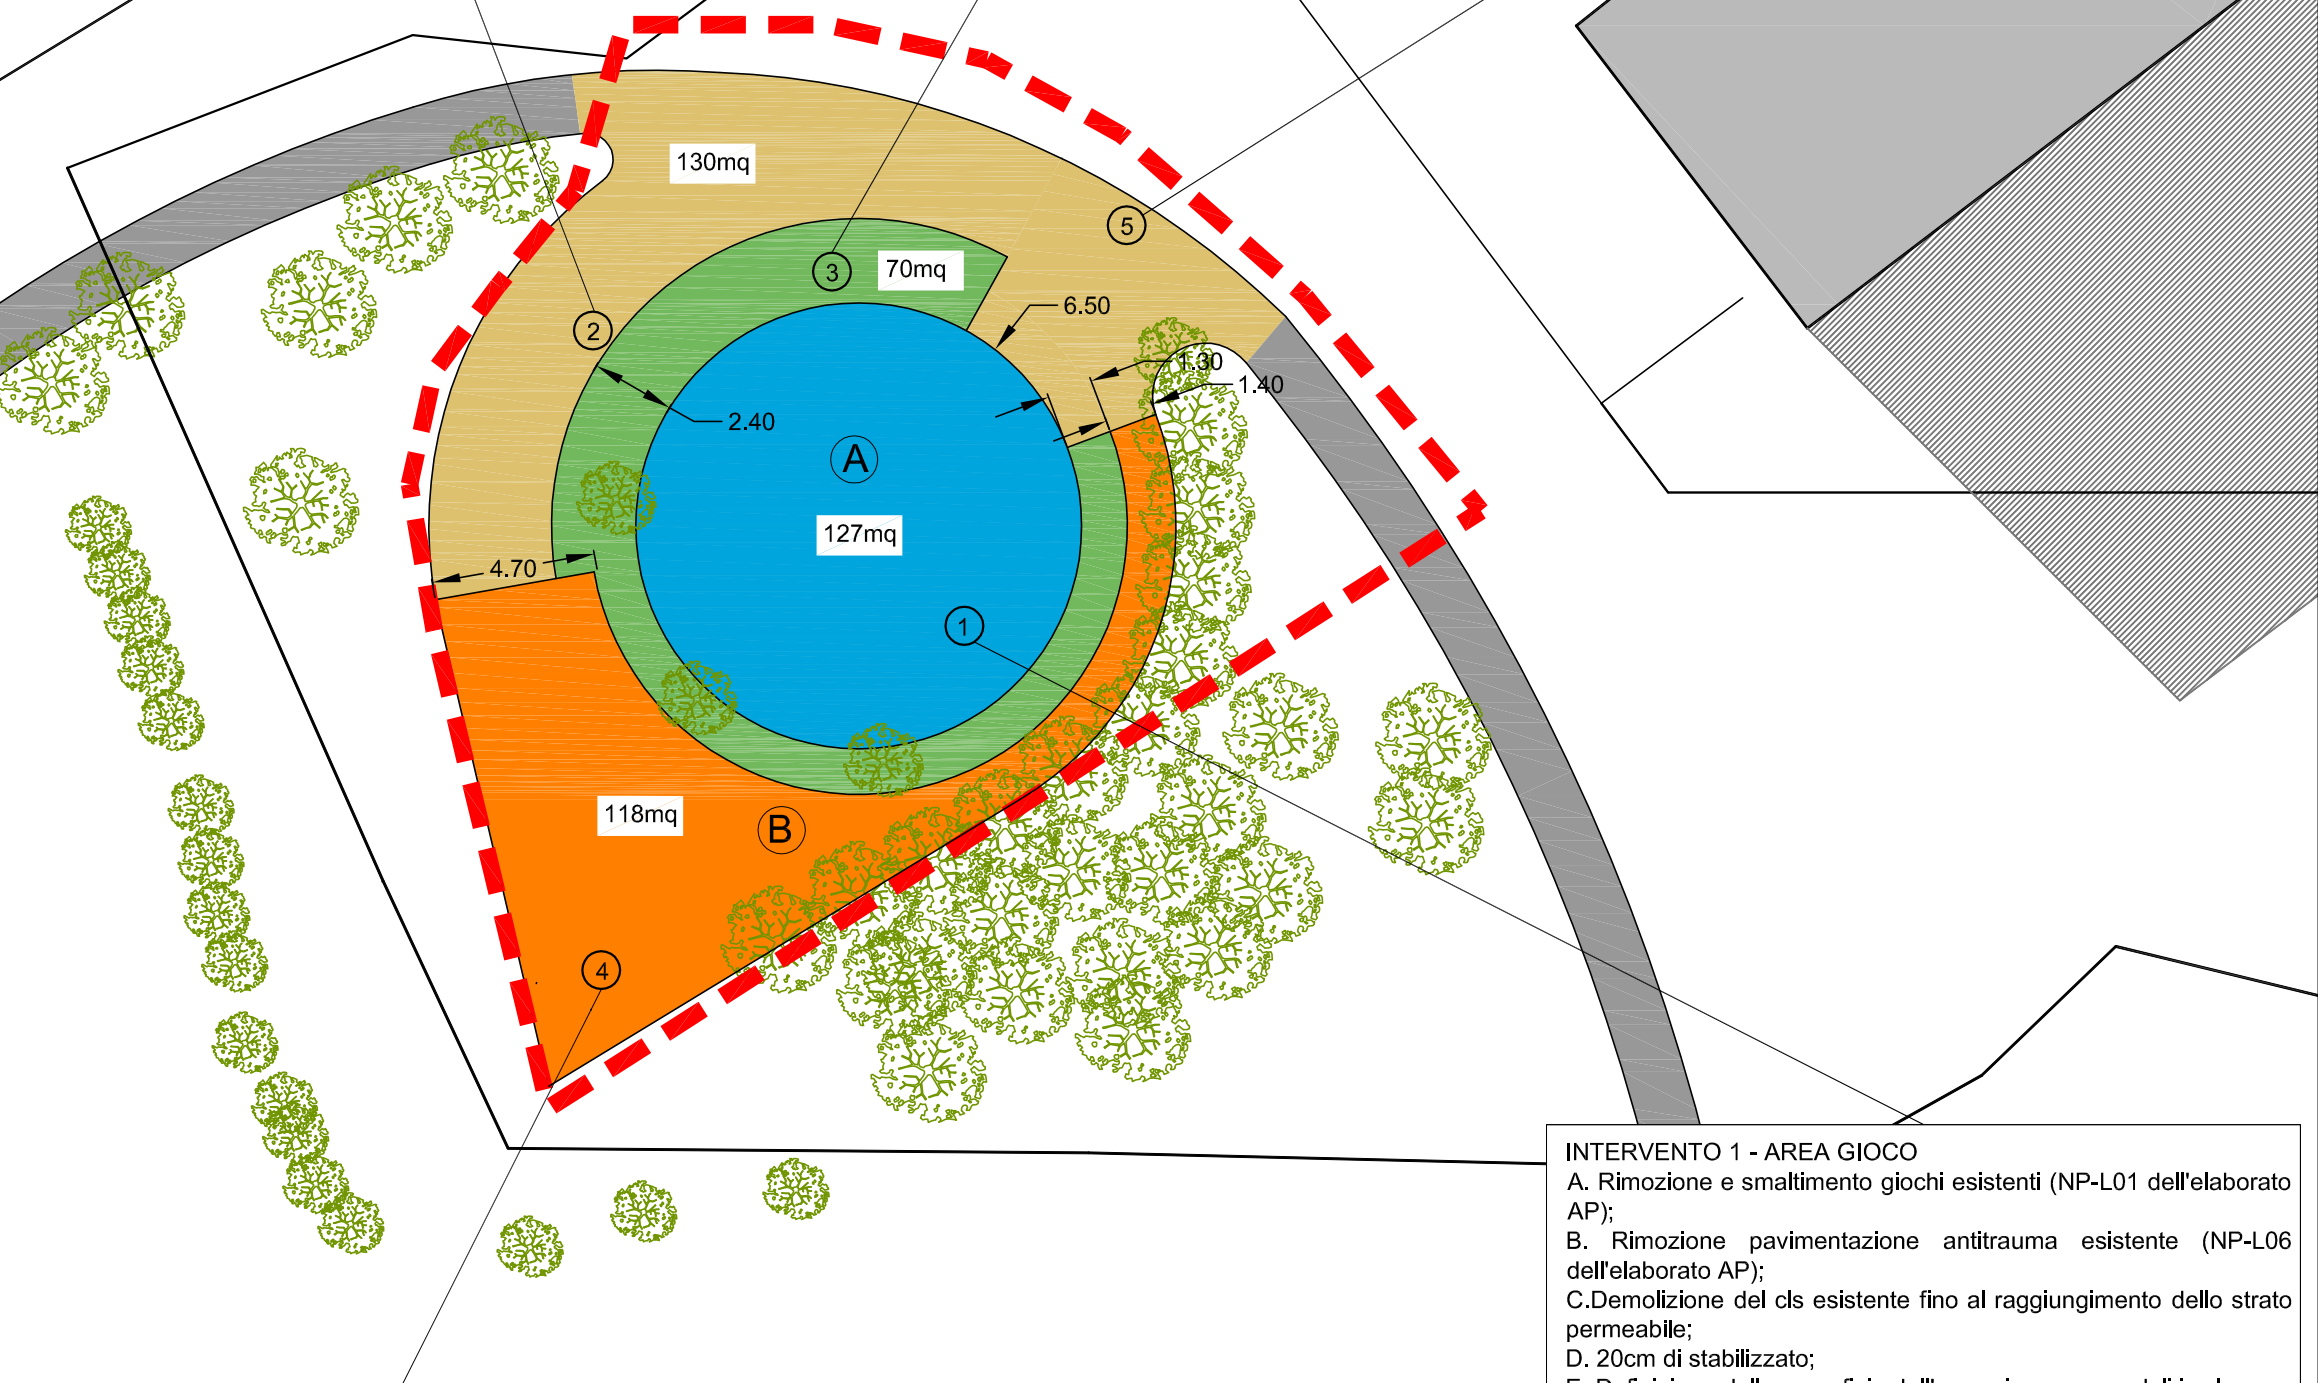 130mq
5
3
70mq
6.50
2
1.30
1.40
2.40
A
127mq
4.70
1
118mq
B
4
INTERVENTO 1 - AREA GIOCO
A. Rimozione e smaltimento giochi esistenti (NP-L01 dell'elaborato
AP);
B. Rimozione pavimentazione antitrauma esistente (NP-L06
dell'elaborato AP);
C.Demolizione del cls esistente fino al raggiungimento dello strato
permeabile;
D. 20cm di stabilizzato;